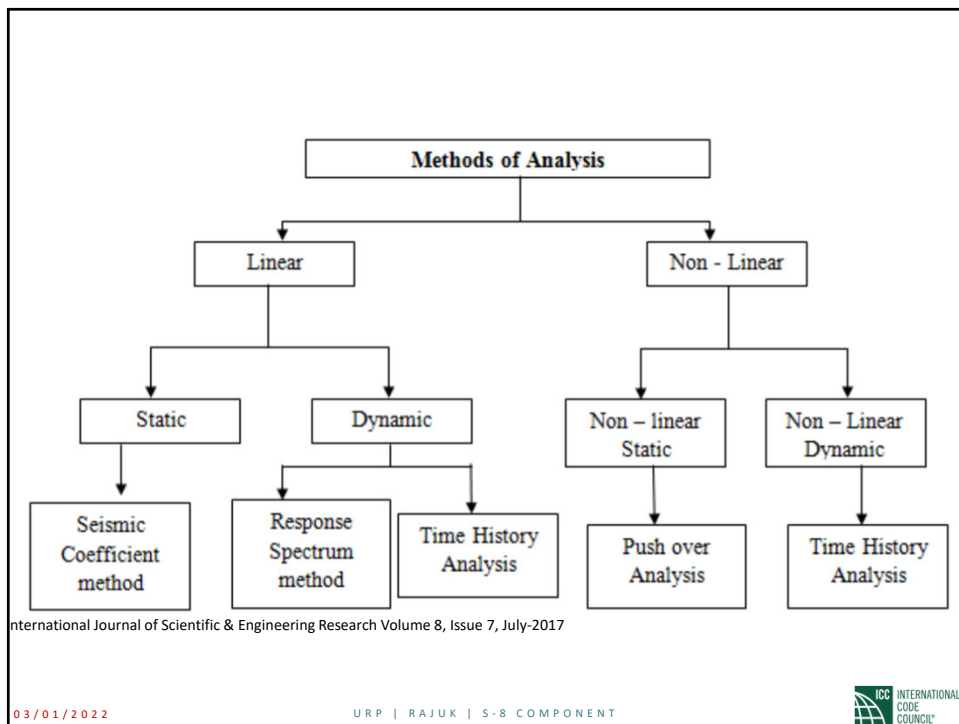 Methods of Analysis
Linear
Non - Linear
Static
Dynamic
Non – linear
Static
Non – Linear
Dynamic
Seismic
Coefficient
method
Response
Spectrum
method
Time History
Analysis
Push over
Analysis
Time History
Analysis
nternational Journal of Scientific & Engineering Research Volume 8, Issue 7, July-2017
03/01/2022
URP | RAJUK | S-8 COMPONENT
ICC INTERNATIONAL
CODE
COUNCIL®